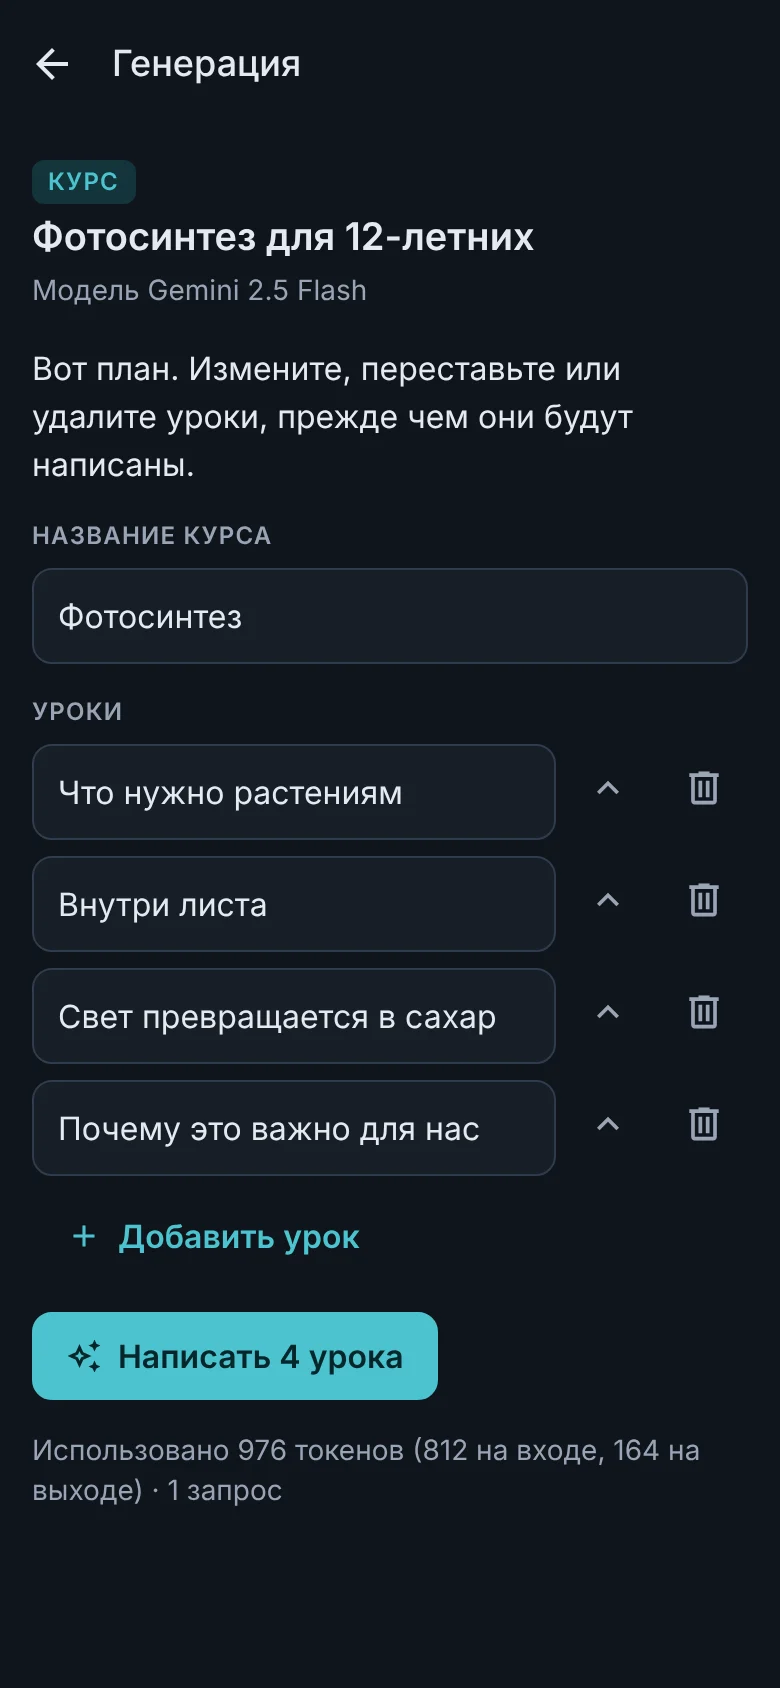 Генерация
КУРС
Фотосинтез для 12-летних
Модель Gemini 2.5 Flash
Вот план. Измените, переставьте или
удалите уроки, прежде чем они будут
написаны.
НАЗВАНИЕ КУРСА
Фотосинтез
УРОКИ
Что нужно растениям
Внутри листа
Свет превращается в сахар
Почему это важно для нас
+ Добавить урок
Написать 4 урока
Использовано 976 токенов (812 на входе, 164 на
выходе) · 1 запрос